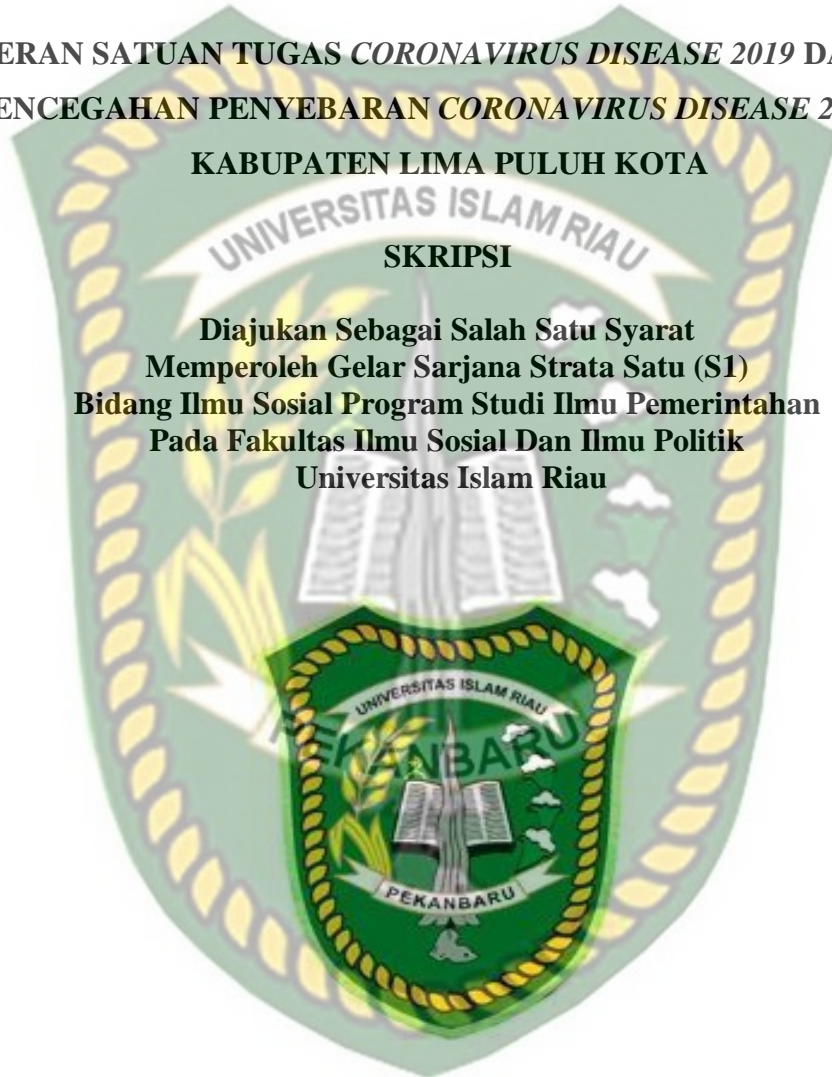 ERAN SATUAN TUGAS CORONAVIRUS DISEASE 2019 DA
ENCEGAHAN PENYEBARAN CORONAVIRUS DISEASE 2
KABUPATEN LIMA PULUH KOTA
UNIVERSITAS ISLAM RIAU
SKRIPSI
Diajukan Sebagai Salah Satu Syarat
Memperoleh Gelar Sarjana Strata Satu (S1)
Bidang Ilmu Sosial Program Studi Ilmu Pemerintahan
Pada Fakultas Ilmu Sosial Dan Ilmu Politik
Universitas Islam Riau
UNIVERSITAS ISLAM RIAU
PEKANBARU
PEKANBARU